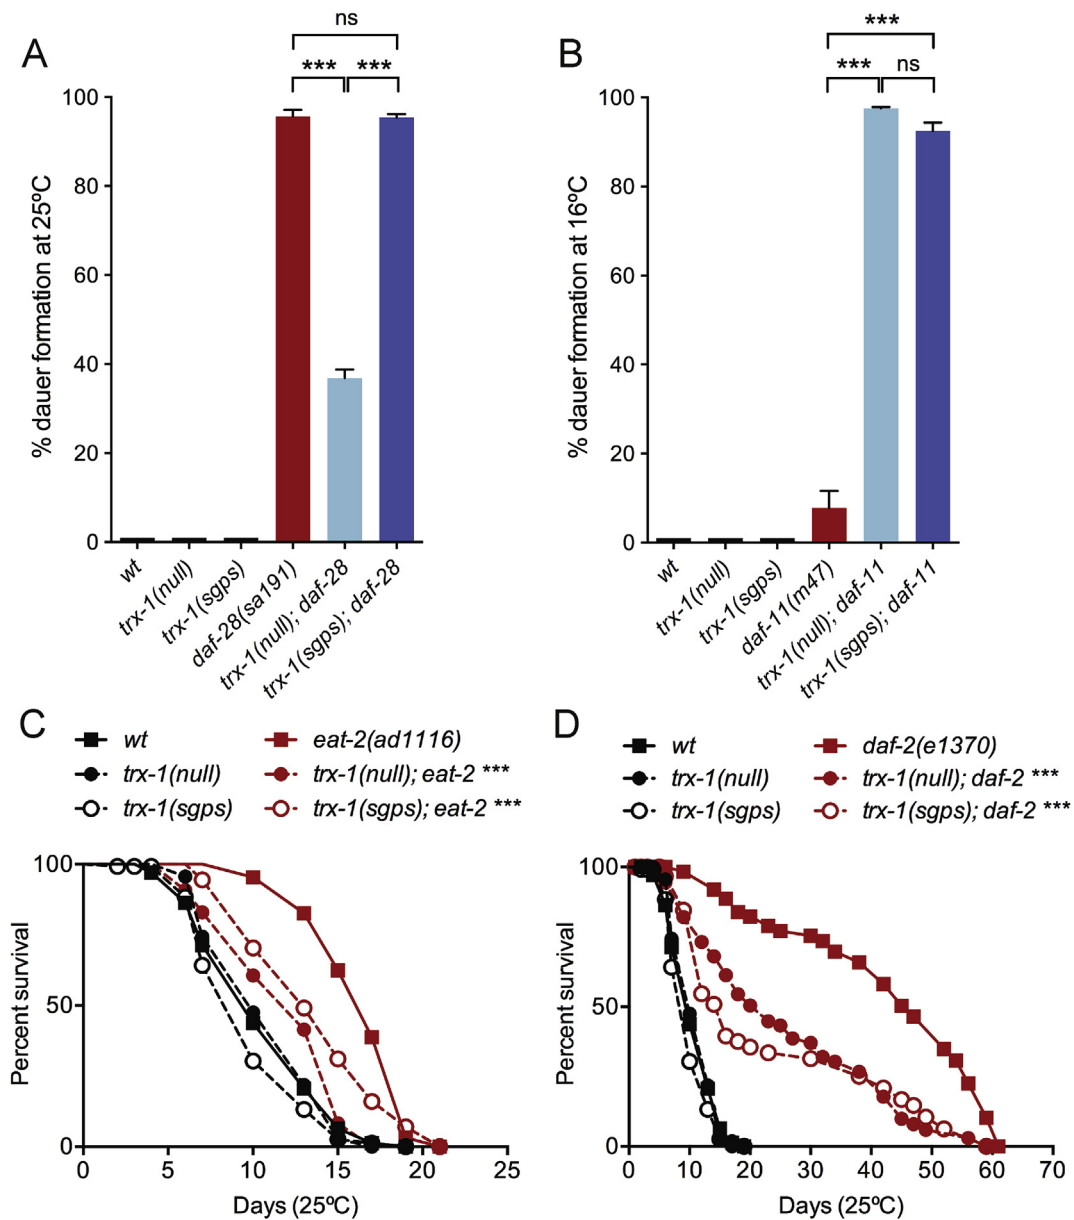 A
ns
*** ***
% dauer formation at 25ºC
100
80
60
40
20
0
wt
trx-1(null)
trx-1(sgps)
daf-28(sa191)
trx-1(null); daf-28
trx-1(sgps); daf-28
B
***
*** ns
% dauer formation at 16ºC
100
80
60
40
20
0
wt
trx-1(null)
trx-1(sgps)
daf-11(m47)
trx-1(null); daf-11
trx-1(sgps); daf-11
C
wt eat-2(ad1116)
trx-1(null) trx-1(null); eat-2 ***
trx-1(sgps) trx-1(sgps); eat-2 ***
Percent survival
100
50
0
0 5 10 15 20 25
Days (25ºC)
D
wt daf-2(e1370)
trx-1(null) trx-1(null); daf-2 ***
trx-1(sgps) trx-1(sgps); daf-2 ***
Percent survival
100
50
0
0 10 20 30 40 50 60 70
Days (25ºC)